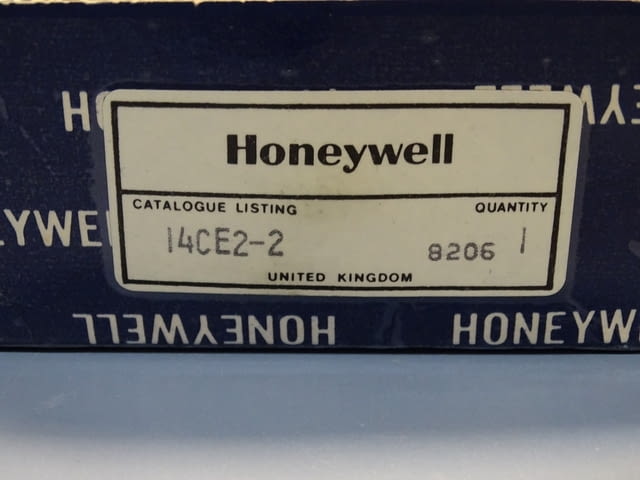 Honeywell
CATALOGUE LISTING QUANTITY
14CE2-2 8206 1
UNITED KINGDOM
HONEYWELL HONEYW